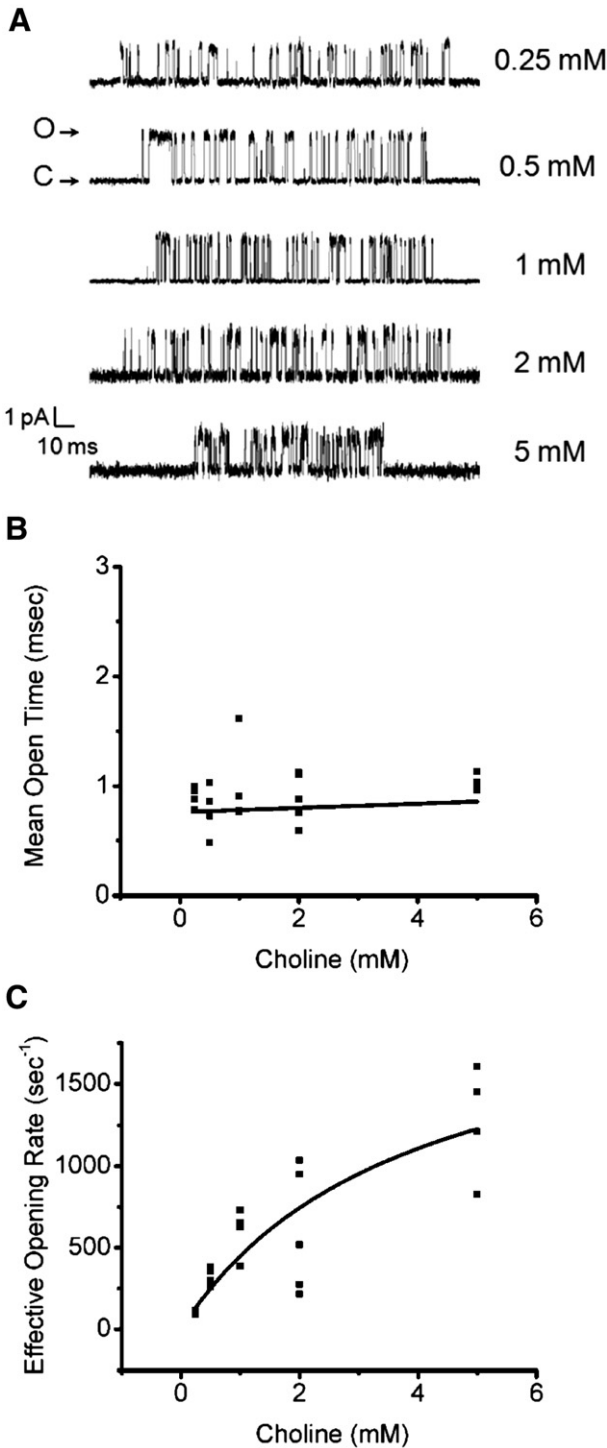 A
0.25 mM
O→
0.5 mM
C→
1 mM
2 mM
1 pA
10 ms
5 mM
B
Mean Open Time (msec)
3
2
1
0
0 2 4 6
Choline (mM)
C
Effective Opening Rate (sec⁻¹)
1500
1000
500
0
0 2 4 6
Choline (mM)